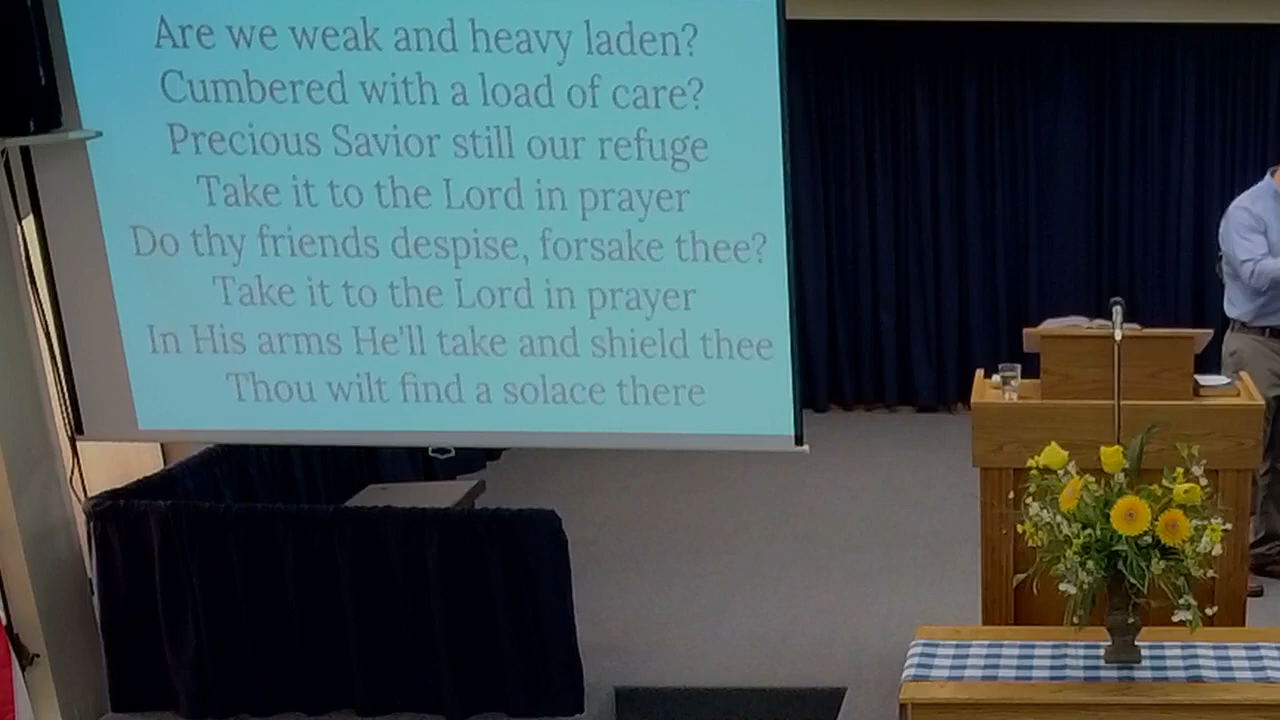 Are we weak and heavy laden?
Cumbered with a load of care?
Precious Savior still our refuge
Take it to the Lord in prayer
Do thy friends despise, forsake thee?
Take it to the Lord in prayer
In His arms He'll take and shield thee
Thou wilt find a solace there